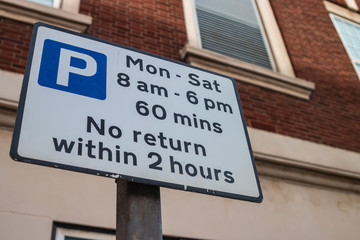 P
Mon - Sat
8 am - 6 pm
60 mins
No return
within 2 hours